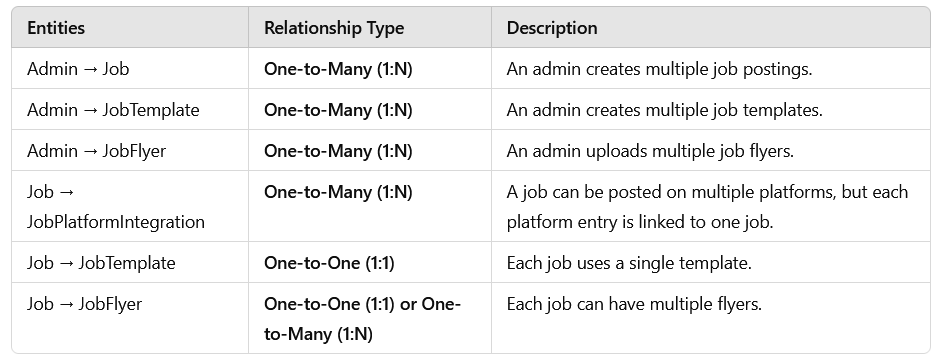 Entities Relationship Type Description
Admin → Job One-to-Many (1:N) An admin creates multiple job postings.
Admin → JobTemplate One-to-Many (1:N) An admin creates multiple job templates.
Admin → JobFlyer One-to-Many (1:N) An admin uploads multiple job flyers.
Job → One-to-Many (1:N) A job can be posted on multiple platforms, but each
JobPlatformIntegration platform entry is linked to one job.
Job → JobTemplate One-to-One (1:1) Each job uses a single template.
Job → JobFlyer One-to-One (1:1) or One- Each job can have multiple flyers.
to-Many (1:N)